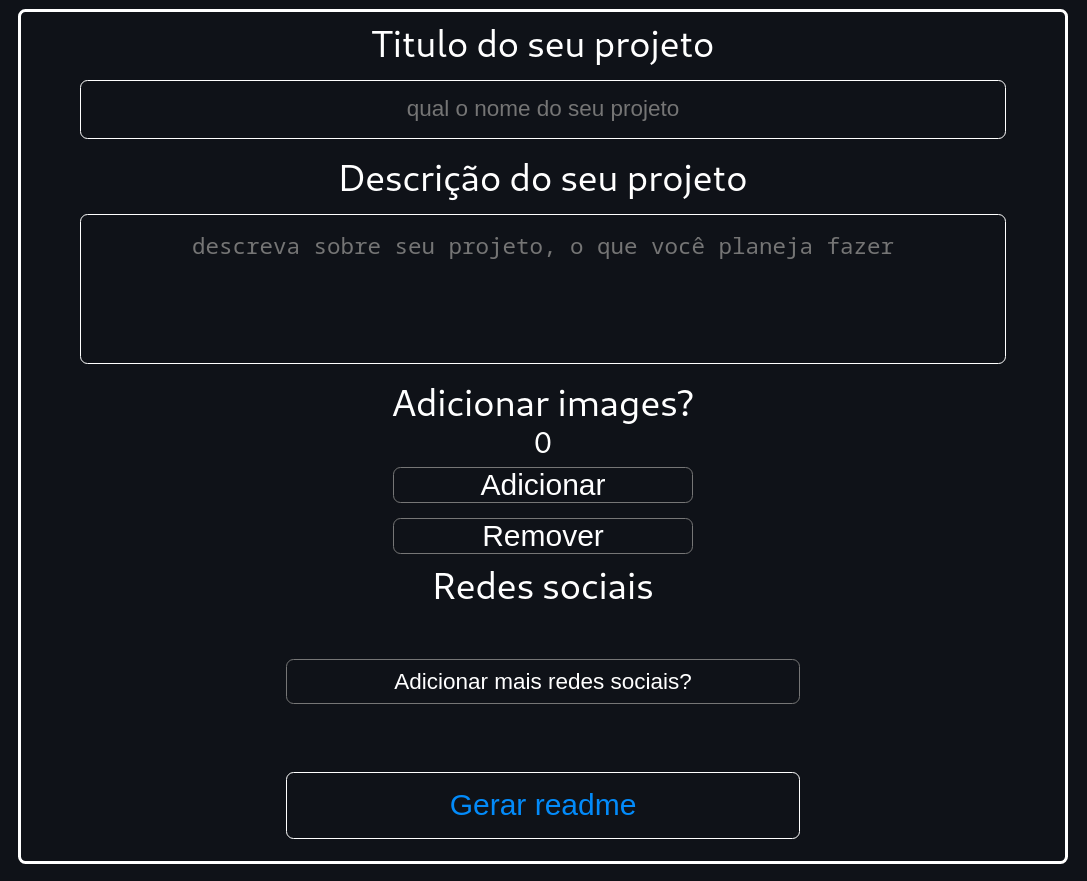 Titulo do seu projeto
qual o nome do seu projeto
Descrição do seu projeto
descreva sobre seu projeto, o que você planeja fazer
Adicionar images?
0
Adicionar
Remover
Redes sociais
Adicionar mais redes sociais?
Gerar readme